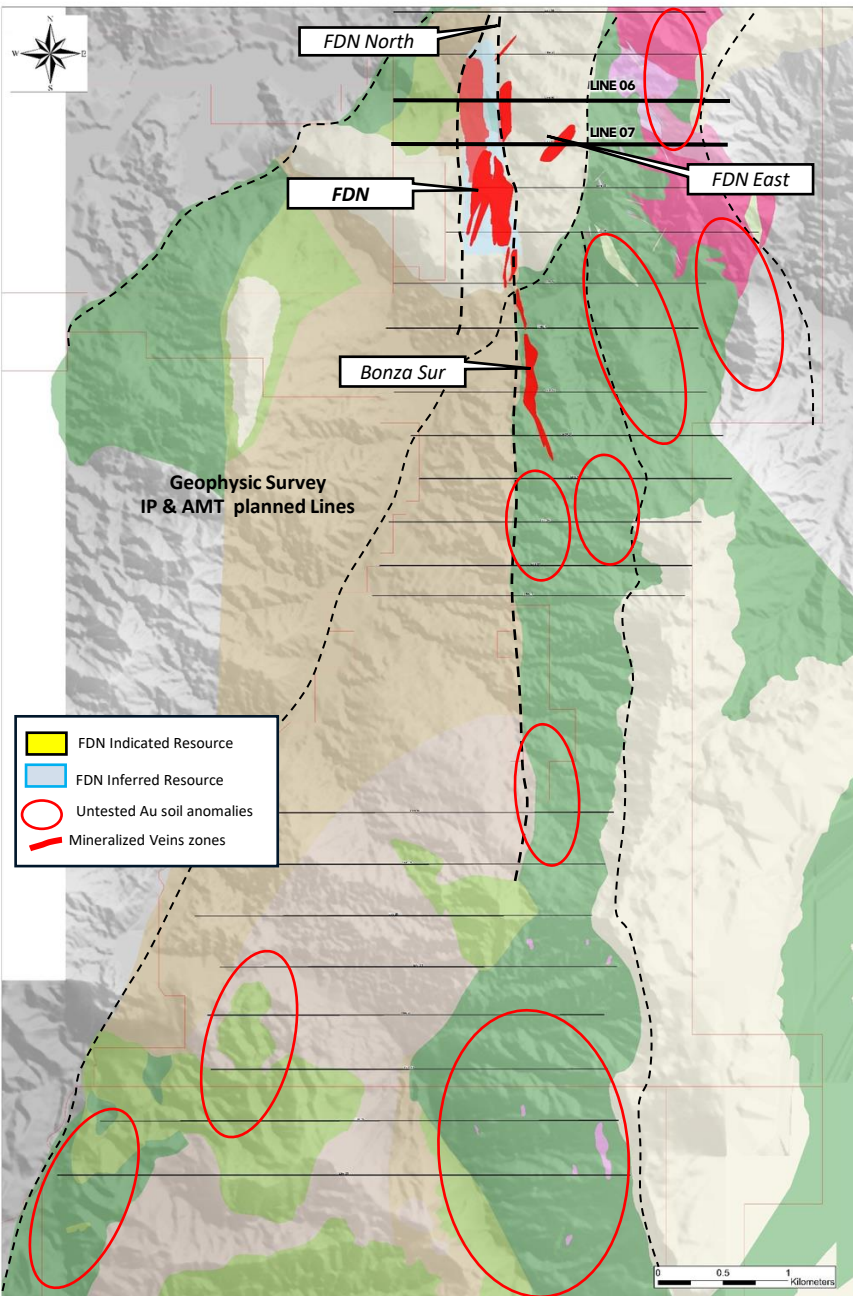 N
W
E
S
FDN North
LINE 06
LINE 07
FDN East
FDN
Bonza Sur
Geophysic Survey
IP & AMT planned Lines
FDN Indicated Resource
FDN Inferred Resource
Untested Au soil anomalies
Mineralized Veins zones
0 0.5 1
Kilometers